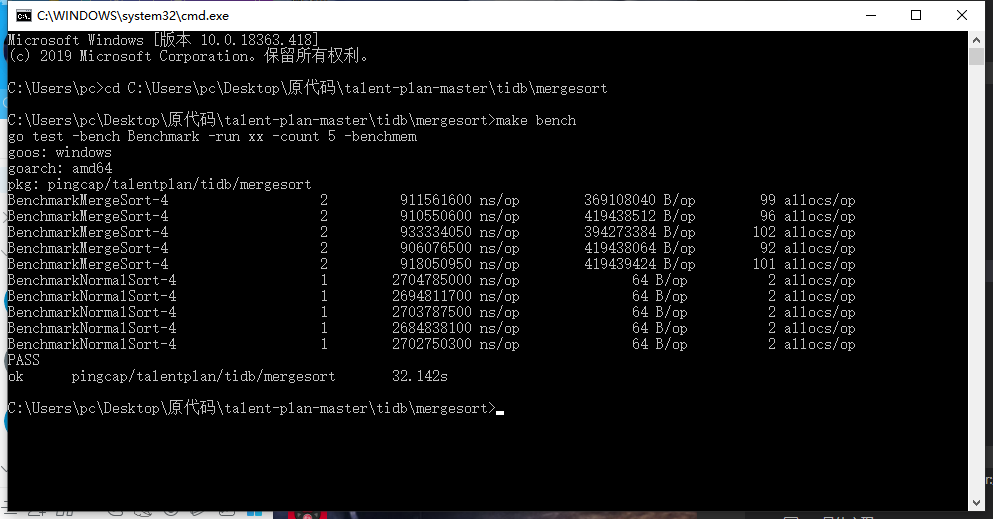 C:\WINDOWS\system32\cmd.exe
Microsoft Windows [版本 10.0.18363.418]
(c) 2019 Microsoft Corporation。保留所有权利。
C:\Users\pc>cd C:\Users\pc\Desktop\原代码\talent-plan-master\tidb\mergesort
C:\Users\pc\Desktop\原代码\talent-plan-master\tidb\mergesort>make bench
go test -bench Benchmark -run xx -count 5 -benchmem
goos: windows
goarch: amd64
pkg: pingcap/talentplan/tidb/mergesort
BenchmarkMergeSort-4 2 911561600 ns/op 369108040 B/op 99 allocs/op
BenchmarkMergeSort-4 2 910550600 ns/op 419438512 B/op 96 allocs/op
BenchmarkMergeSort-4 2 933334050 ns/op 394273384 B/op 102 allocs/op
BenchmarkMergeSort-4 2 906076500 ns/op 419438064 B/op 92 allocs/op
BenchmarkMergeSort-4 2 918050950 ns/op 419439424 B/op 101 allocs/op
BenchmarkNormalSort-4 1 2704785000 ns/op 64 B/op 2 allocs/op
BenchmarkNormalSort-4 1 2694811700 ns/op 64 B/op 2 allocs/op
BenchmarkNormalSort-4 1 2703787500 ns/op 64 B/op 2 allocs/op
BenchmarkNormalSort-4 1 2684838100 ns/op 64 B/op 2 allocs/op
BenchmarkNormalSort-4 1 2702750300 ns/op 64 B/op 2 allocs/op
PASS
ok pingcap/talentplan/tidb/mergesort 32.142s
C:\Users\pc\Desktop\原代码\talent-plan-master\tidb\mergesort>